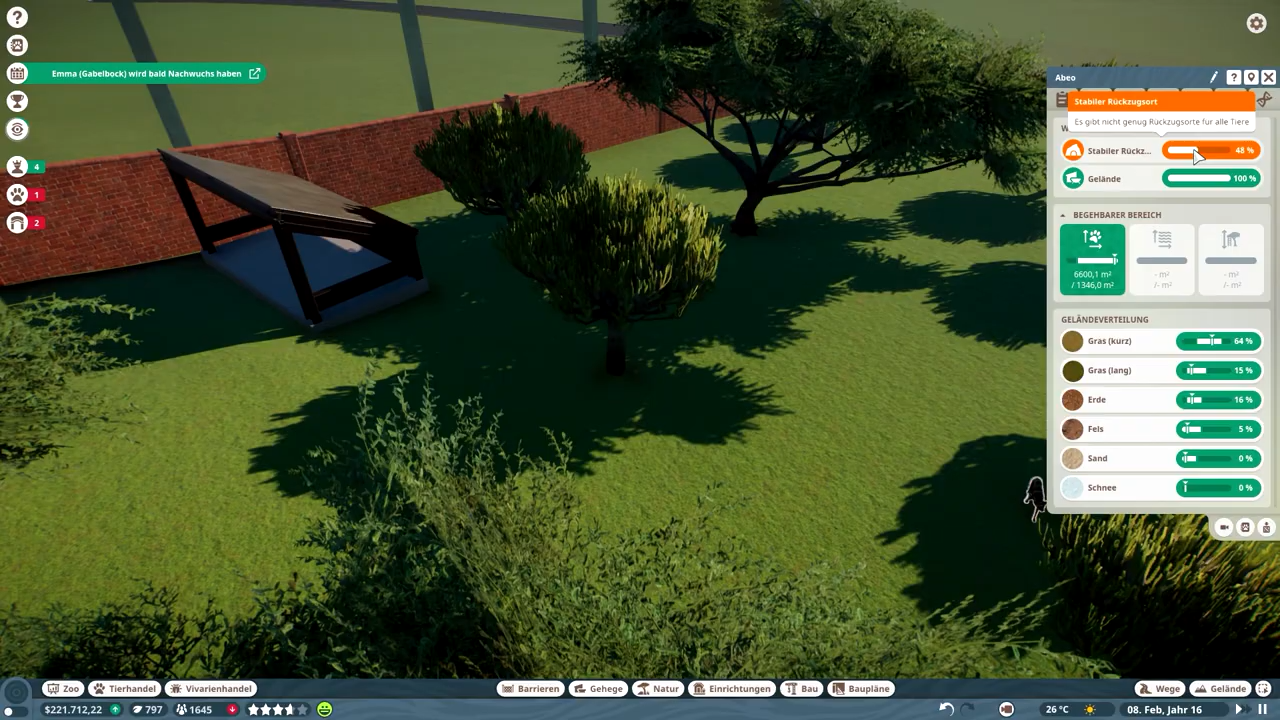 Emma (Gabelbock) wird bald Nachwuchs haben
4
1
2
Abeo
?
Stabiler Rückzugsort
Es gibt nicht genug Rückzugsorte für alle Tiere
Stabiler Rückz... 48 %
Gelände 100 %
BEGEHBARER BEREICH
6600,1 m² / 1346,0 m²
- m² /- m²
- m² /- m²
GELÄNDEVERTEILUNG
Gras (kurz) 64 %
Gras (lang) 15 %
Erde 16 %
Fels 5 %
Sand 0 %
Schnee 0 %
Zoo Tierhandel Vivarienhandel Barrieren Gehege Natur Einrichtungen Bau Baupläne Wege Gelände
$221.712,22 797 1645 26 °C 08. Feb, Jahr 16